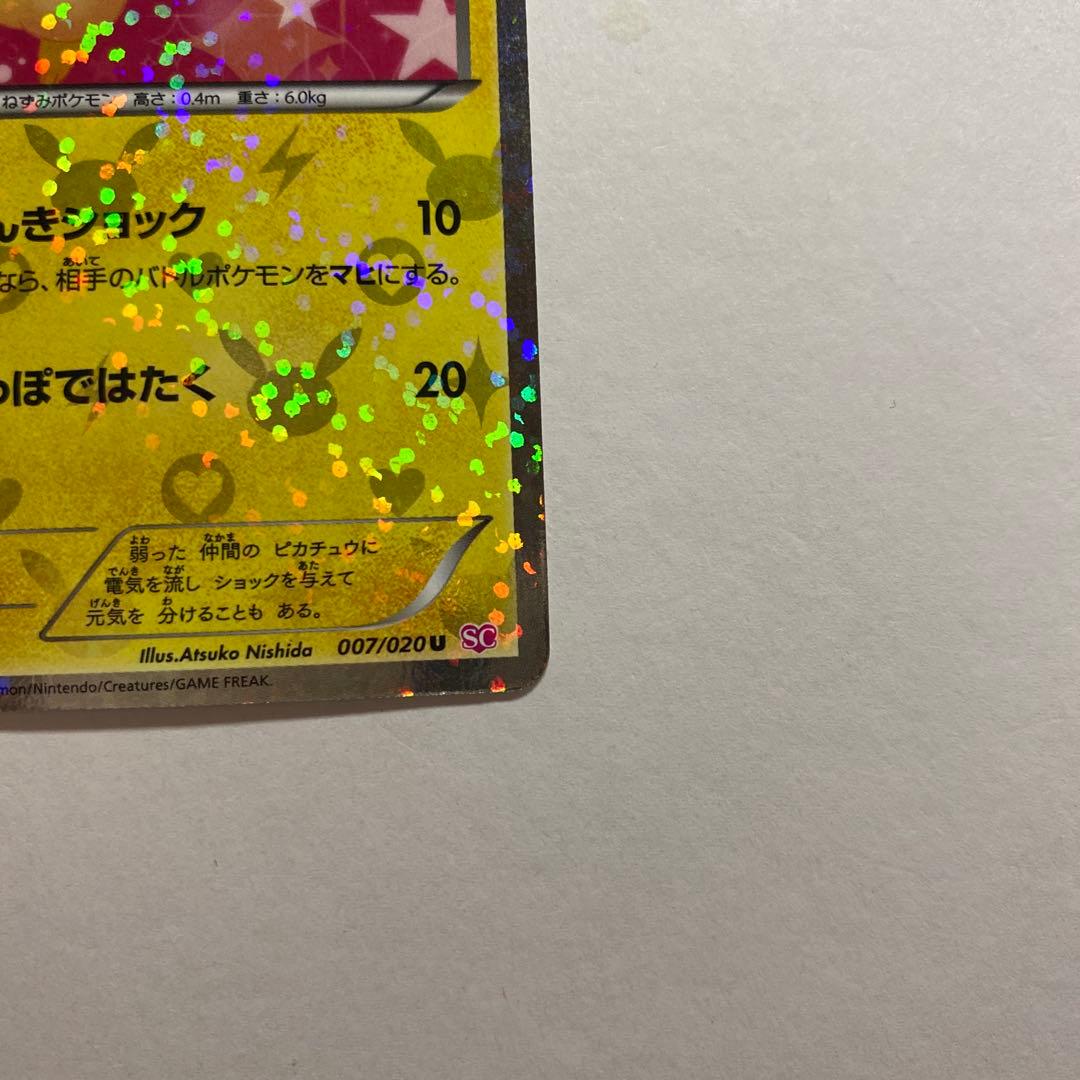 ねずみポケモン 高さ:0.4m 重さ:6.0kg
んきショック 10
なら、相手のバトルポケモンをマヒにする。
っぽではたく 20
弱った 仲間の ピカチュウに
電気を流し ショックを与えて
元気を 分けることも ある。
Illus.Atsuko Nishida 007/020 U SC
mon/Nintendo/Creatures/GAME FREAK.